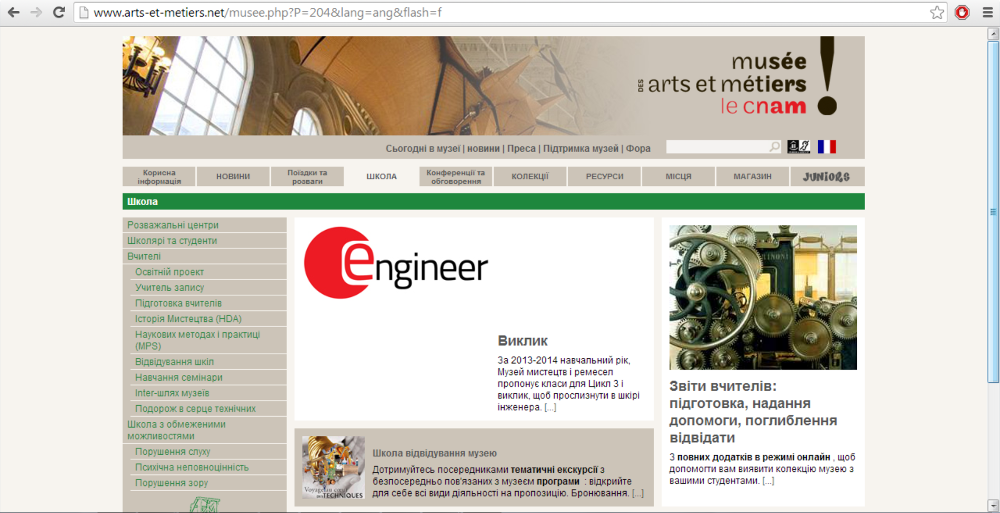 www.arts-et-metiers.net/musee.php?P=204&lang=ang&flash=f
musée
DES arts et métiers
le cnam
Сьогодні в музеї | новини | Преса | Підтримка музей | Фора
Корисна
інформація
НОВИНИ
Поїздки та
розваги
ШКОЛА
Конференції та
обговорення
КОЛЕКЦІЇ
РЕСУРСИ
МІСЦЯ
МАГАЗИН
JUNiORS
Школа
Розважальні центри
Школярі та студенти
Вчителі
Освітній проект
Учитель запису
Підготовка вчителів
Історія Мистецтва (HDA)
Наукових методах і практиці
(MPS)
Відвідування шкіл
Навчання семінари
Inter-шлях музеїв
Подорож в серце технічних
Школа з обмеженими
можливостями
Порушення слуху
Психічна неповноцінність
Порушення зору
engineer
Виклик
За 2013-2014 навчальний рік,
Музей мистецтв і ремесел
пропонує класи для Цикл 3 і
виклик, щоб прослизнути в шкірі
інженера. [...]
Voyage au cœur
DES TECHNIQUES
Школа відвідування музею
Дотримуйтесь посередниками тематичні екскурсії з
безпосередньо пов'язаних з музеєм програми : відкрийте
для себе всі види діяльності на пропозицію. Бронювання. [...]
Звіти вчителів:
підготовка, надання
допомоги, поглиблення
відвідати
З повних додатків в режимі онлайн , щоб
допомогти вам виявити колекцію музею з
вашими студентами. [...]